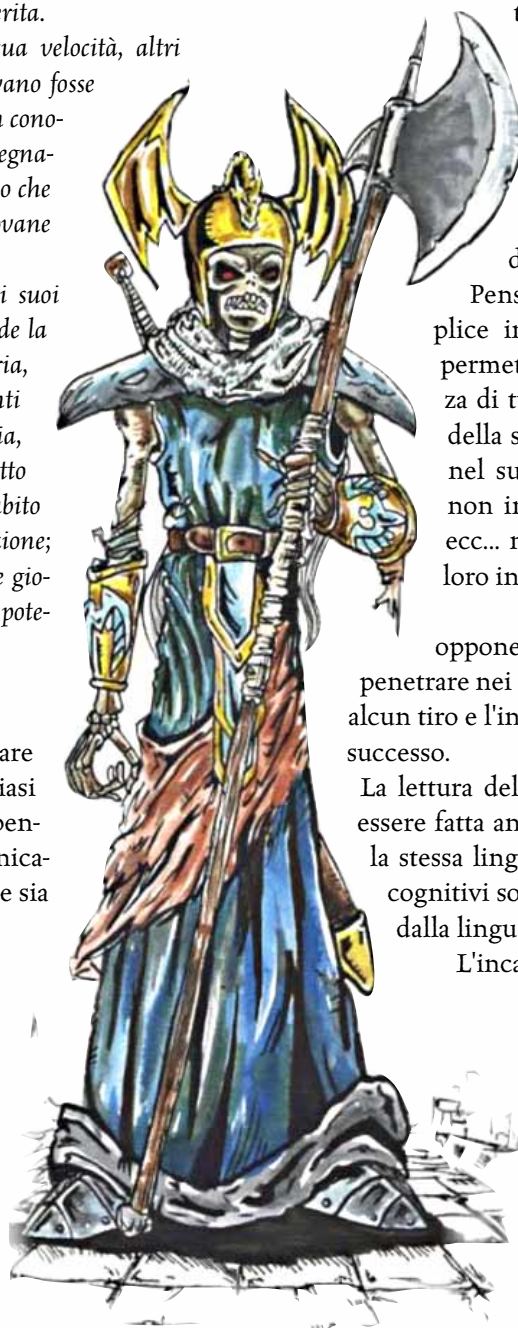 erita.
ua velocità, altri
vano fosse
n cono-
egna-
o che
ovane
i suoi
de la
ria,
nti
ia,
tto
bito
ione;
e gio-
pote-
are
iasi
pen-
nica-
e sia
t
d
Pens
plice in
permet
za di t
della s
nel su
non in
ecc...
loro in
oppone
penetrare nei
alcun tiro e l'in
successo.
La lettura del
essere fatta an
la stessa ling
cognitivi so
dalla lingu
L'inca